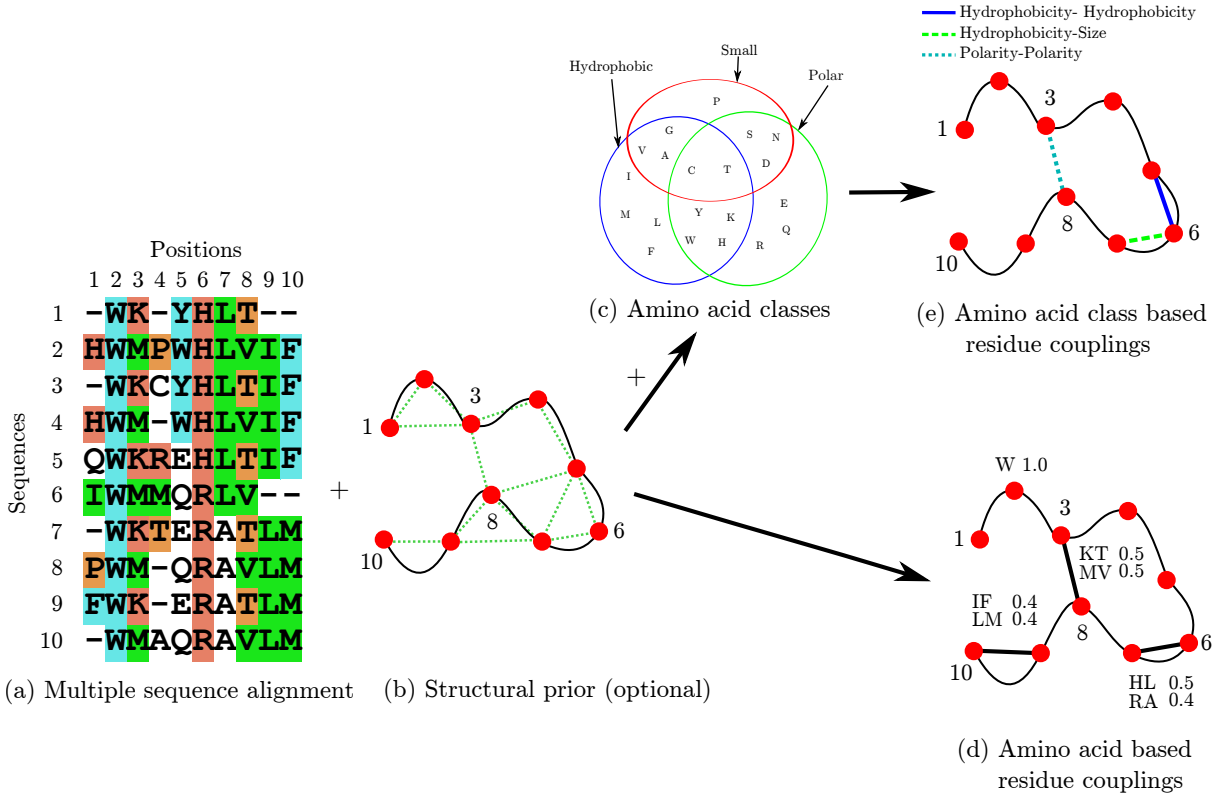 Hydrophobicity- Hydrophobicity
Hydrophobicity-Size
Polarity-Polarity
Small
Hydrophobic
Polar
P
G
S
N
V
A
D
I
C
T
M
L
Y
K
E
W
H
Q
F
R
(c) Amino acid classes
1
3
6
8
10
(e) Amino acid class based
residue couplings
Positions
1 2 3 4 5 6 7 8 9 10
Sequences
1 -WK-YHLT--
2 HWMPWHLVIF
3 -WKCYHLTIF
4 HWM-WHLVIF
5 QWKREHLTIF
6 IWMMQRLV--
7 -WKTERATLM
8 PWM-QRAVLM
9 FWK-ERATLM
10 -WMAQRAVLM
(a) Multiple sequence alignment
+
1
3
6
8
10
(b) Structural prior (optional)
+
W 1.0
1
3
KT 0.5
MV 0.5
IF 0.4
LM 0.4
8
6
10
HL 0.5
RA 0.4
(d) Amino acid based
residue couplings